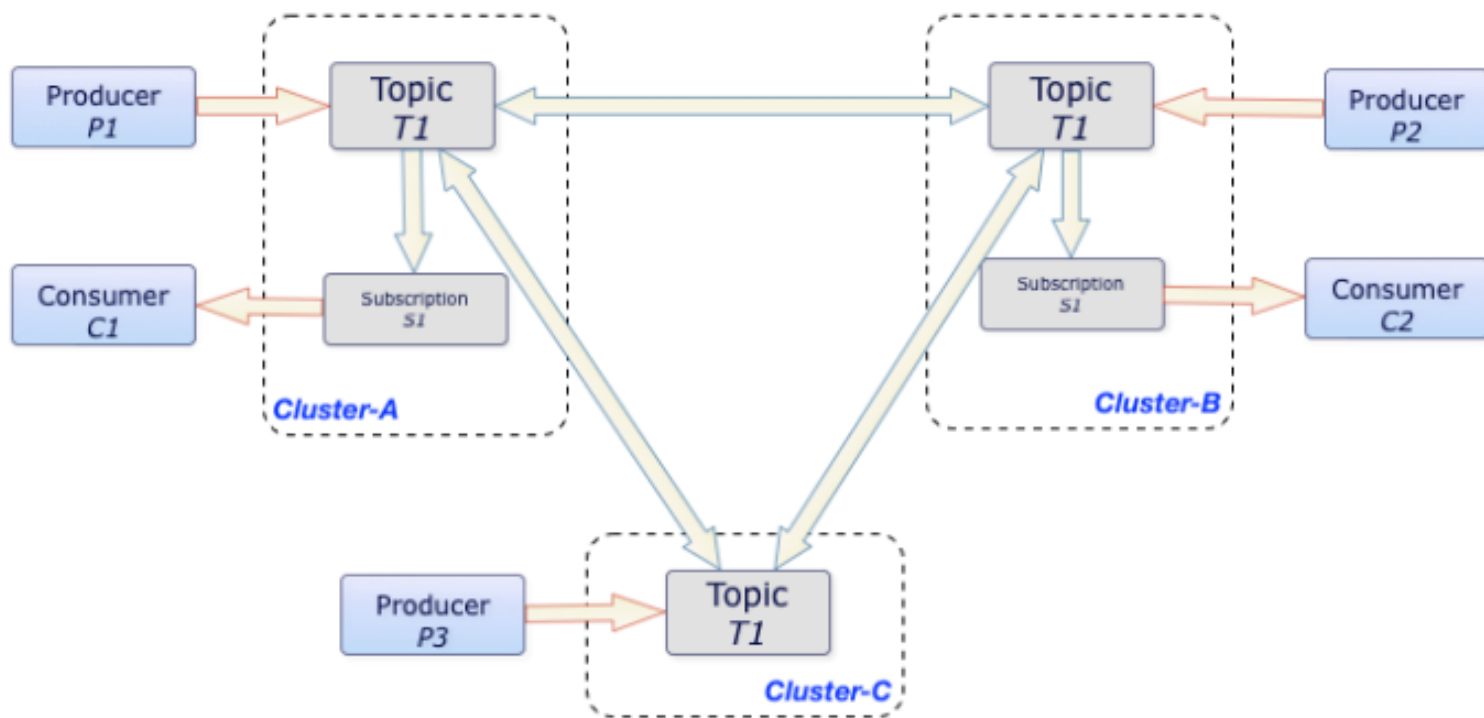 Producer
P1
Topic
T1
Topic
T1
Producer
P2
Consumer
C1
Subscription
S1
Subscription
S1
Consumer
C2
Cluster-A
Cluster-B
Producer
P3
Topic
T1
Cluster-C